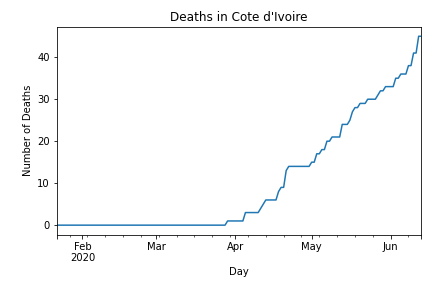 Deaths in Cote d'Ivoire
Number of Deaths
40
30
20
10
0
Feb
2020
Mar
Apr
May
Jun
Day